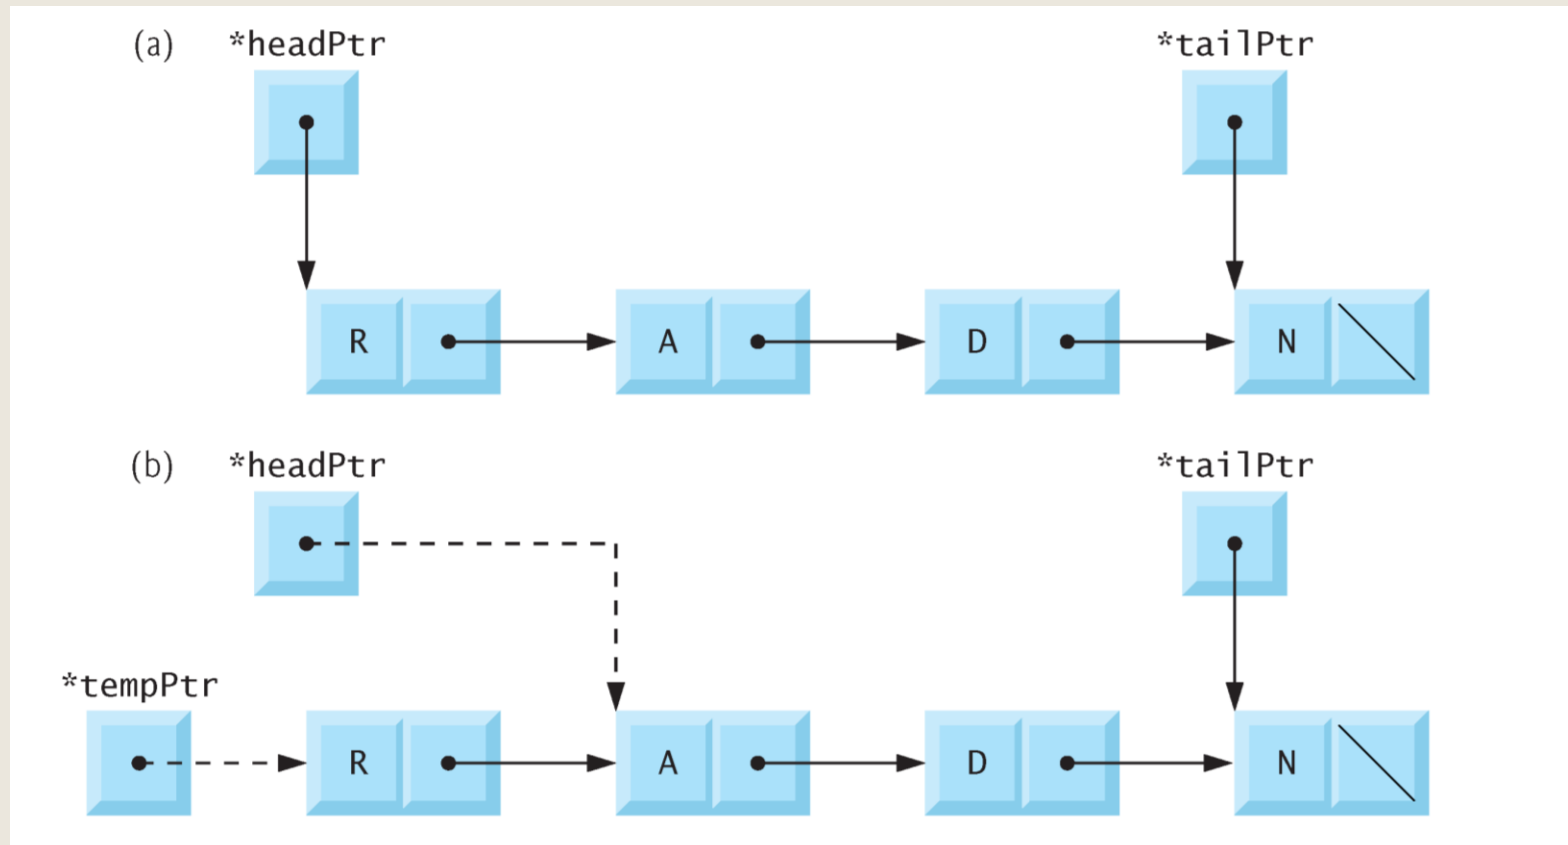 (a) *headPtr *tailPtr
R A D N
(b) *headPtr *tailPtr
*tempPtr
R A D N